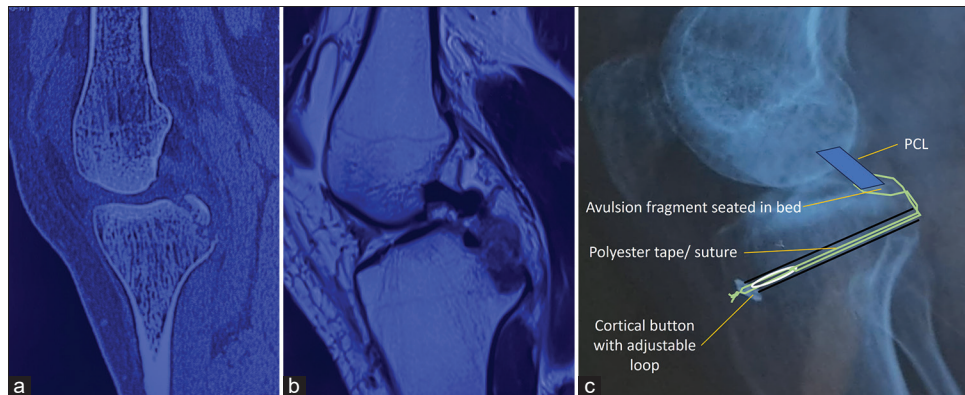 PCL
Avulsion fragment seated in bed
Polyester tape/ suture
Cortical button
with adjustable
loop
a
b
c